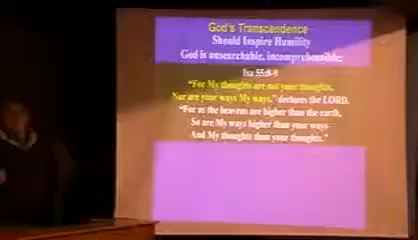 God's Transcendence
Should Inspire Humility
God is unsearchable, incomprehensible:
Isa 55:8-9
"For My thoughts are not your thoughts,
Nor are your ways My ways," declares the LORD.
"For as the heavens are higher than the earth,
So are My ways higher than your ways
And My thoughts than your thoughts."